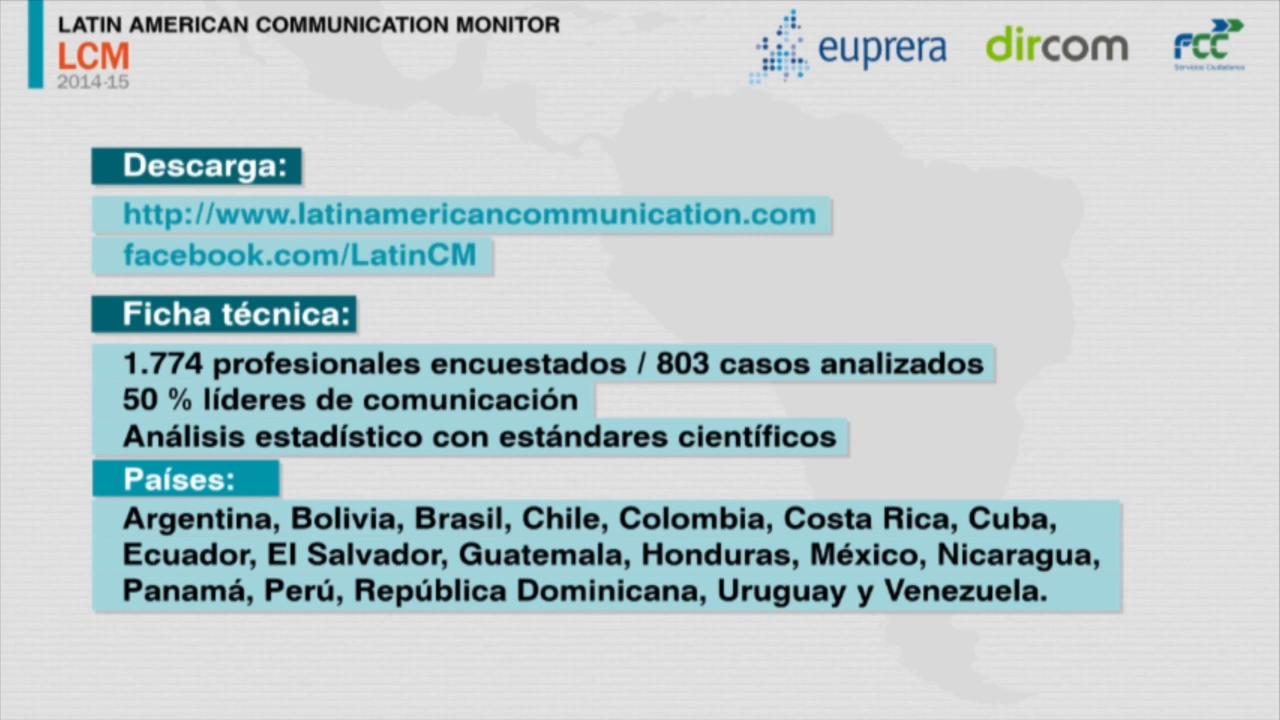 LATIN AMERICAN COMMUNICATION MONITOR
LCM
2014-15
euprera
dircom
FCC
Servicios Ciudadanos
Descarga:
http://www.latinamericancommunication.com
facebook.com/LatinCM
Ficha técnica:
1.774 profesionales encuestados / 803 casos analizados
50 % líderes de comunicación
Análisis estadístico con estándares científicos
Países:
Argentina, Bolivia, Brasil, Chile, Colombia, Costa Rica, Cuba,
Ecuador, El Salvador, Guatemala, Honduras, México, Nicaragua,
Panamá, Perú, República Dominicana, Uruguay y Venezuela.